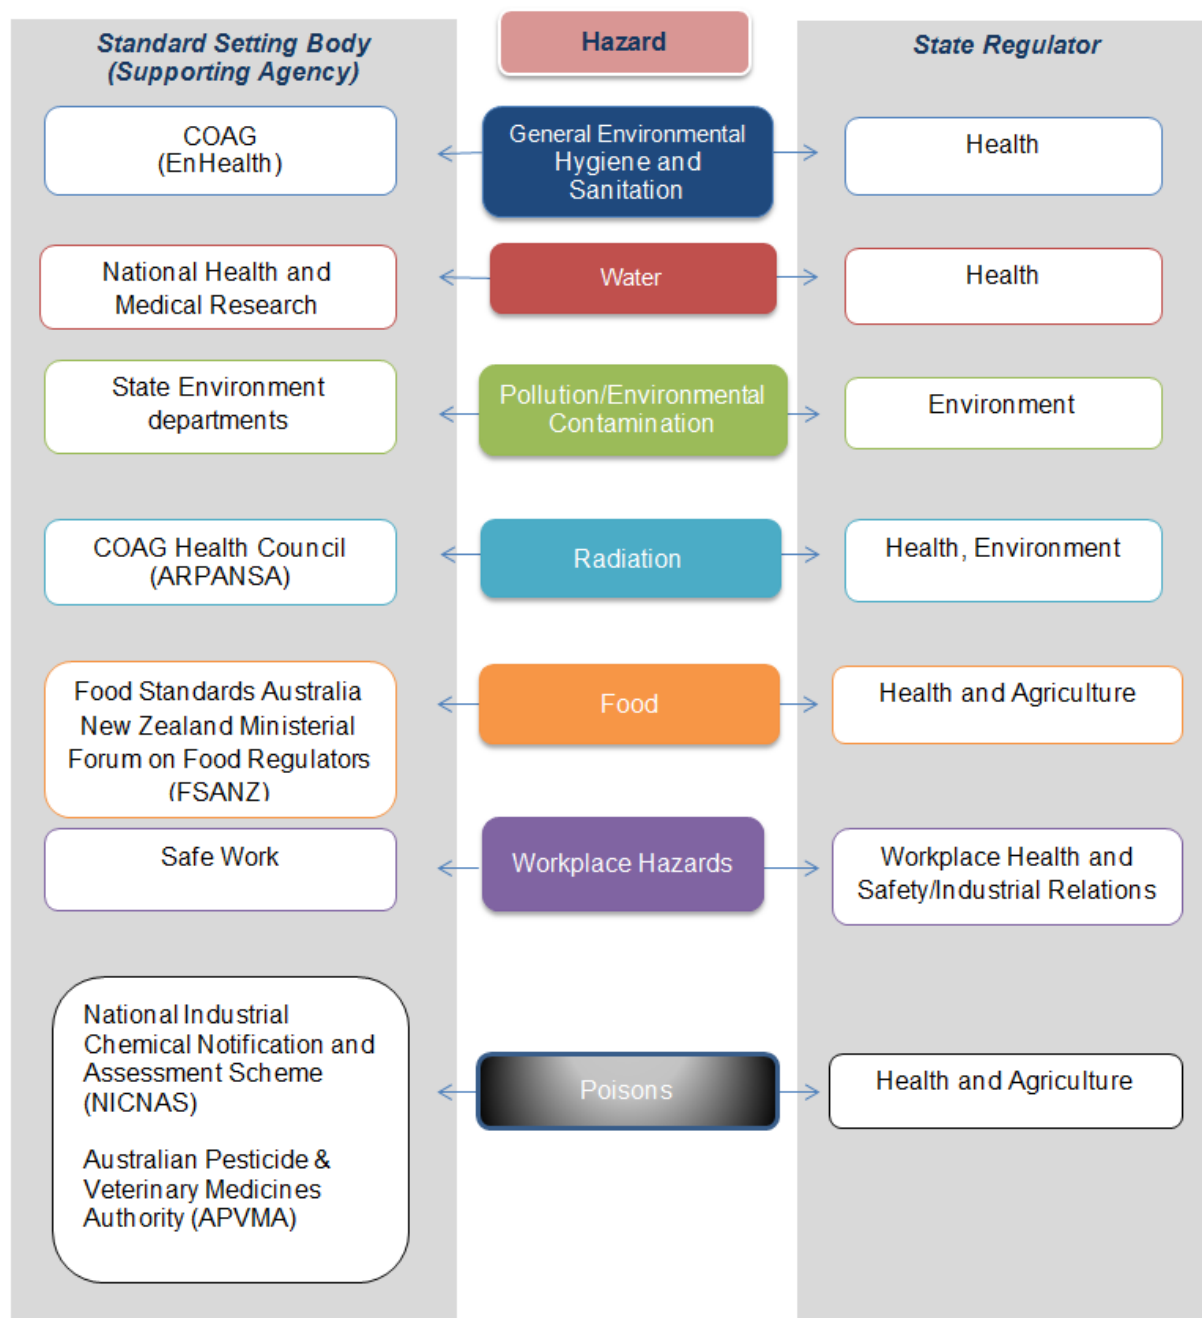 Standard Setting Body
(Supporting Agency)
Hazard
State Regulator
COAG
(EnHealth)
General Environmental
Hygiene and
Sanitation
Health
National Health and
Medical Research
Water
Health
State Environment
departments
Pollution/Environmental
Contamination
Environment
COAG Health Council
(ARPANSA)
Radiation
Health, Environment
Food Standards Australia
New Zealand Ministerial
Forum on Food Regulators
(FSANZ)
Food
Health and Agriculture
Safe Work
Workplace Hazards
Workplace Health and
Safety/Industrial Relations
National Industrial
Chemical Notification and
Assessment Scheme
(NICNAS)
Australian Pesticide &
Veterinary Medicines
Authority (APVMA)
Poisons
Health and Agriculture